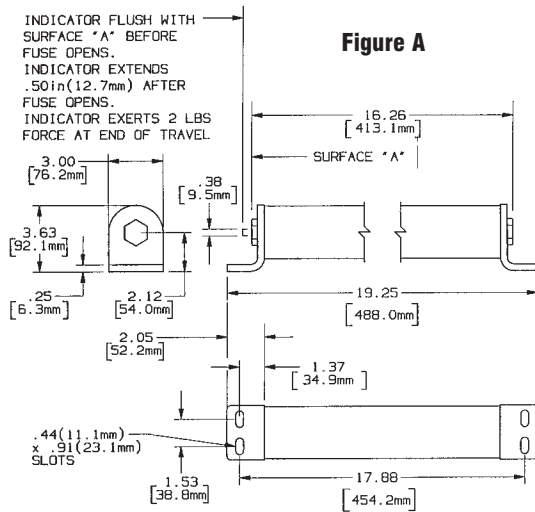 INDICATOR FLUSH WITH
SURFACE "A" BEFORE
FUSE OPENS.
INDICATOR EXTENDS
.50in(12.7mm) AFTER
FUSE OPENS.
INDICATOR EXERTS 2 LBS
FORCE AT END OF TRAVEL
Figure A
16.26
[413.1mm]
SURFACE "A"
3.00
[76.2mm]
.38
[9.5mm]
3.63
[92.1mm]
.25
[6.3mm]
2.12
[54.0mm]
19.25
[488.0mm]
2.05
[52.2mm]
1.37
[34.9mm]
.44(11.1mm)
x .91(23.1mm)
SLOTS
1.53
[38.8mm]
17.88
[454.2mm]